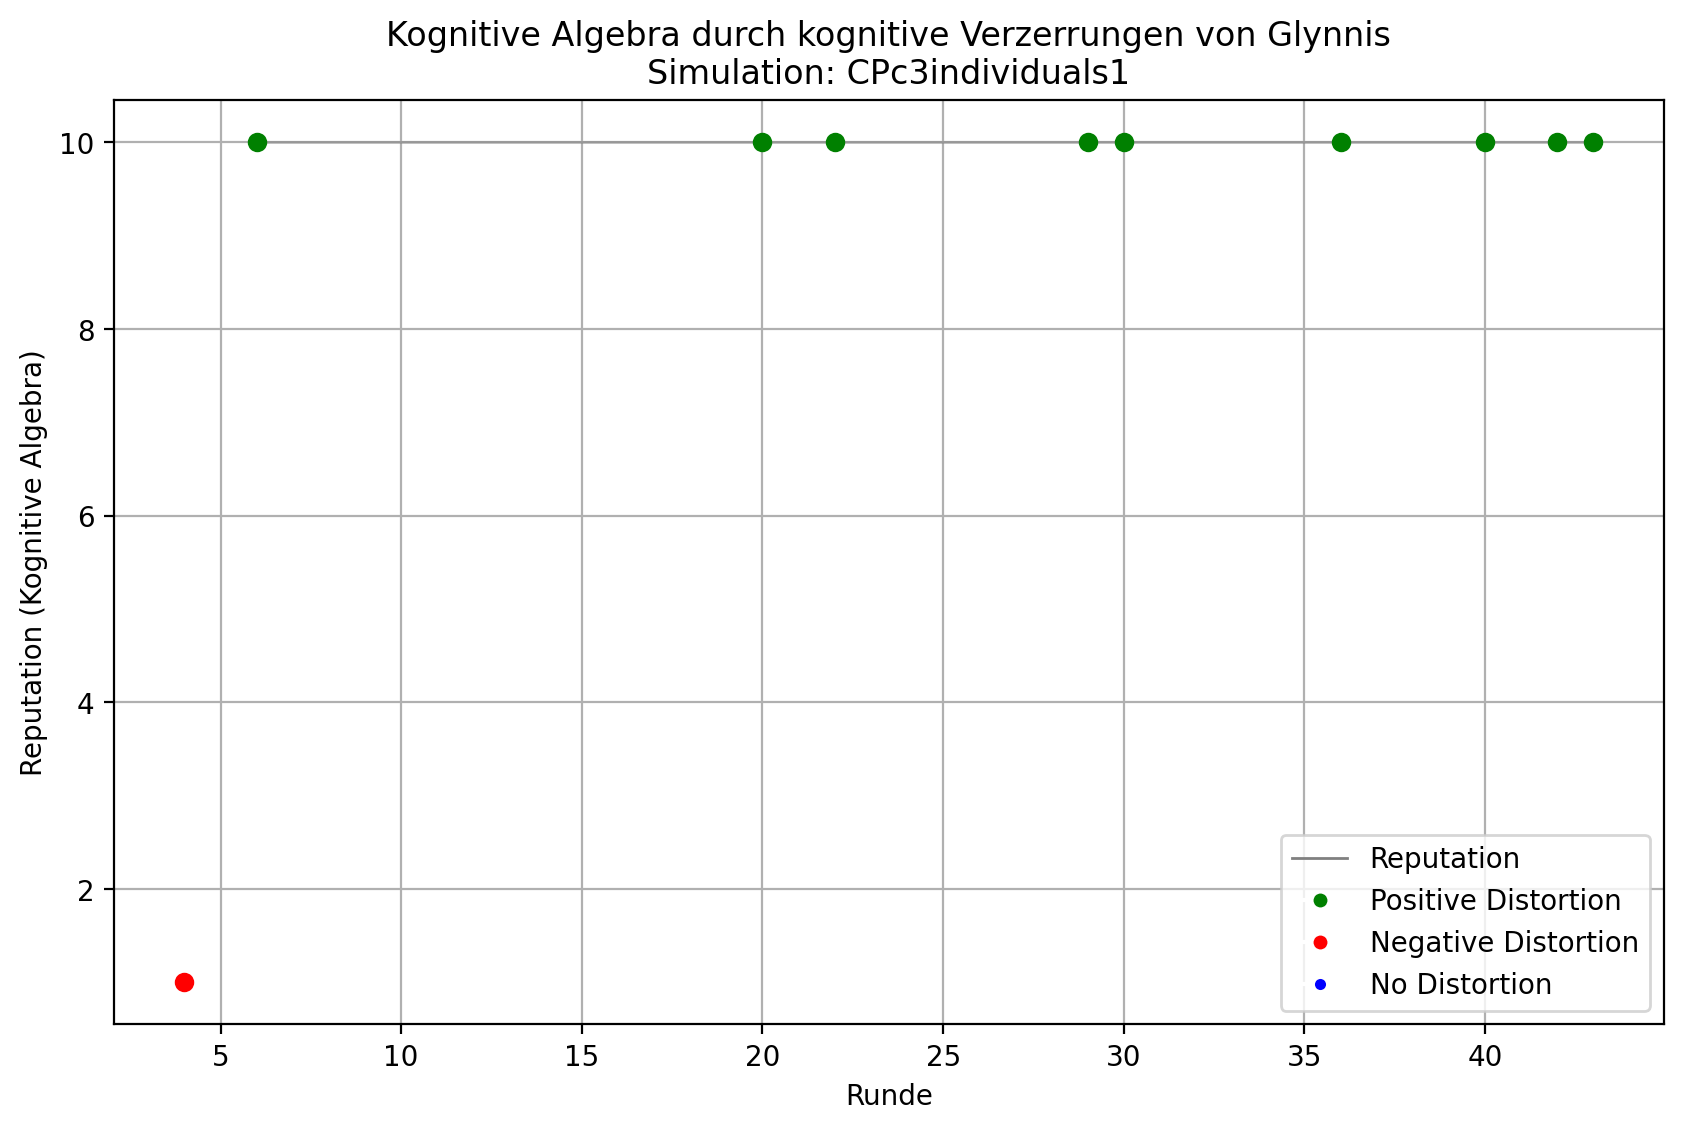 Kognitive Algebra durch kognitive Verzerrungen von Glynnis
Simulation: CPc3individuals1
Reputation (Kognitive Algebra)
10
8
6
4
2
5
10
15
20
25
30
35
40
Runde
Reputation
Positive Distortion
Negative Distortion
No Distortion